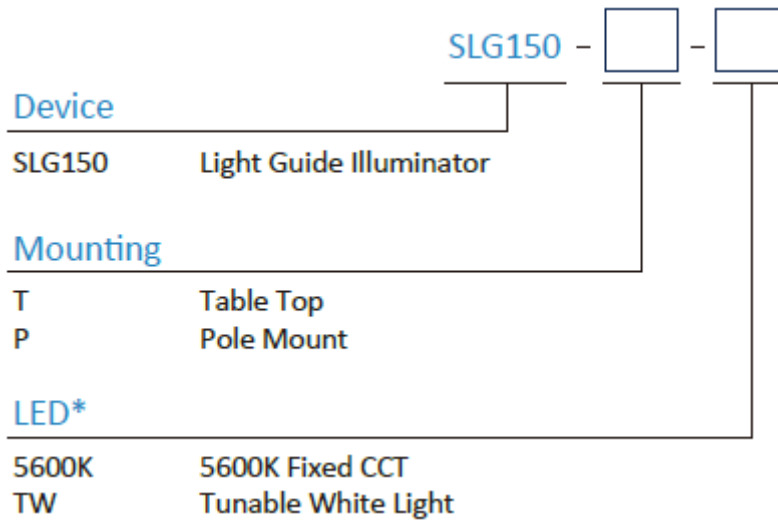 SLG150 - -
Device
SLG150 Light Guide Illuminator
Mounting
T Table Top
P Pole Mount
LED*
5600K 5600K Fixed CCT
TW Tunable White Light